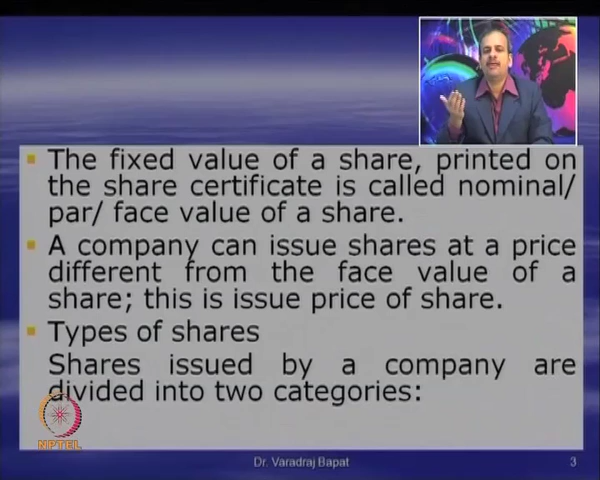 The fixed value of a share, printed on
the share certificate is called nominal/
par/ face value of a share.
A company can issue shares at a price
different from the face value of a
share; this is issue price of share.
Types of shares
Shares issued by a company are
divided into two categories:
NPTEL
Dr. Varadraj Bapat
3